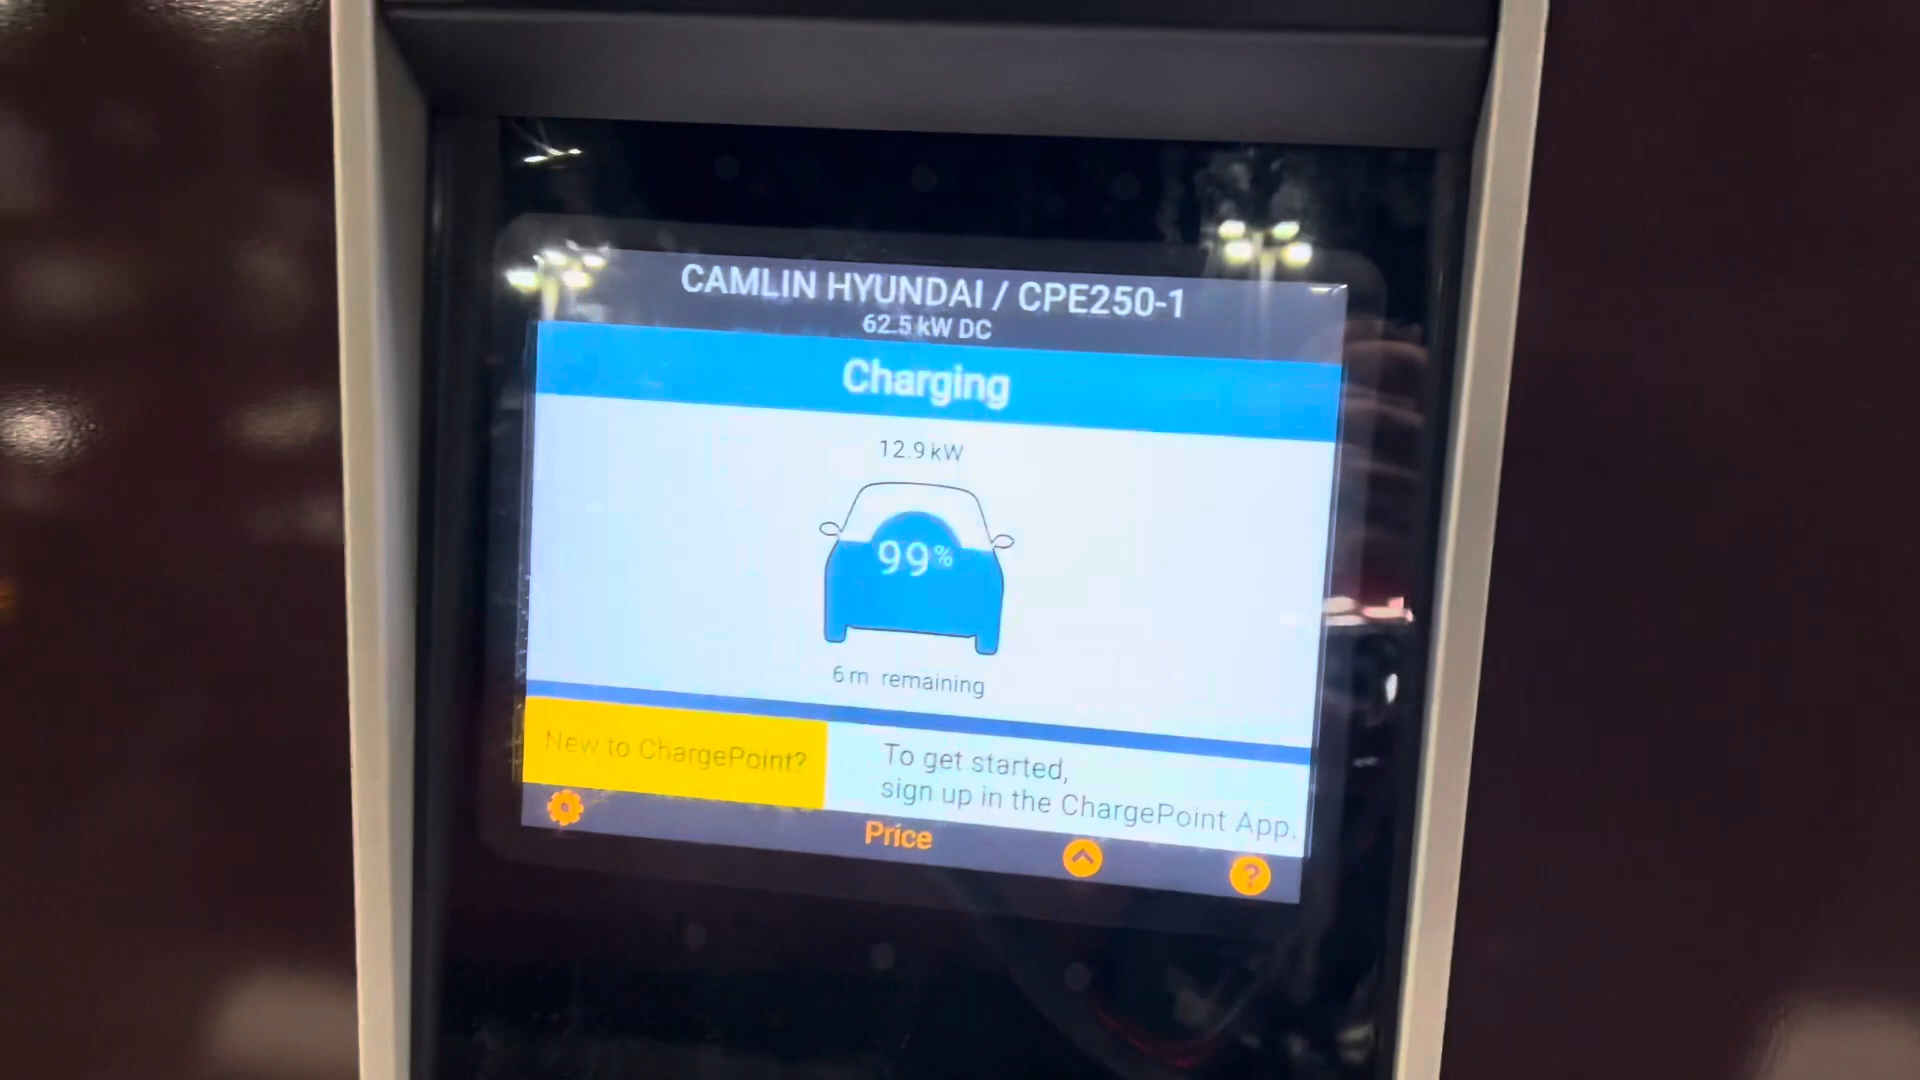 CAMLIN HYUNDAI / CPE250-1
62.5 kW DC
Charging
12.9 kW
99%
6 m remaining
New to ChargePoint?
To get started,
sign up in the ChargePoint App.
Price
?